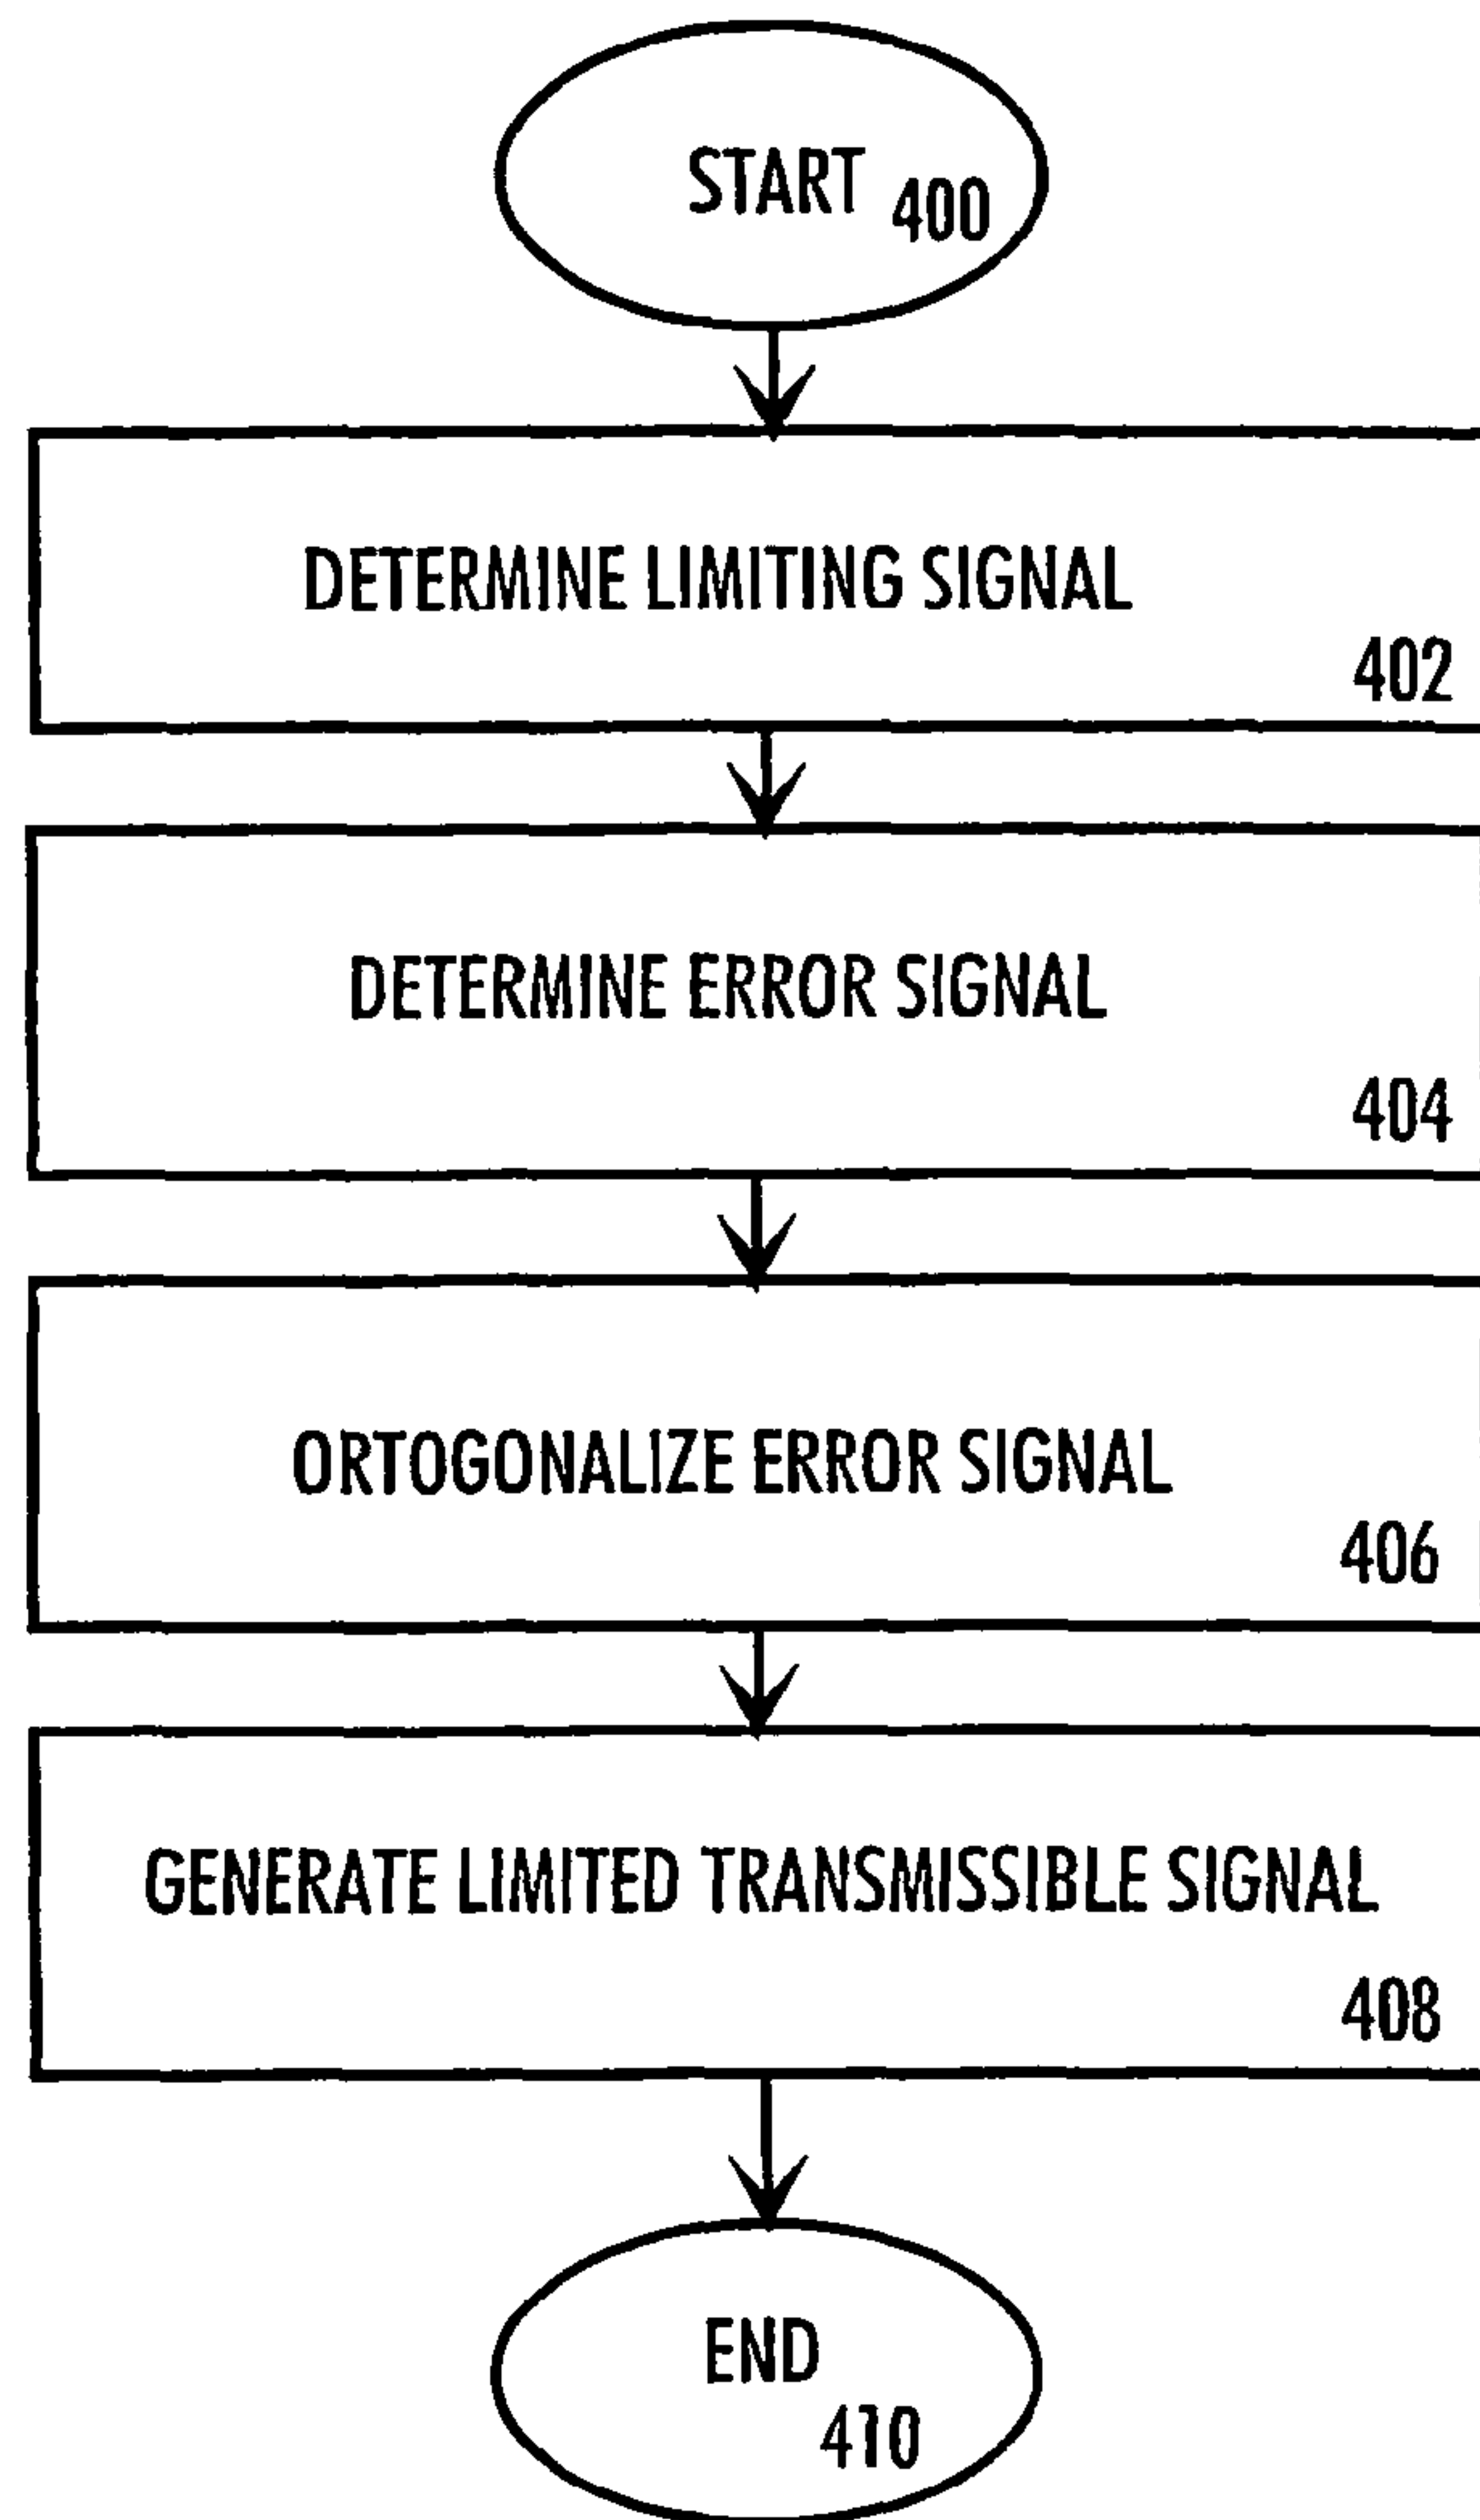 START 400
DETERMINE LIMITING SIGNAL
402
DETERMINE ERROR SIGNAL
404
ORTOGONALIZE ERROR SIGNAL
406
GENERATE LIMITED TRANSMISSIBLE SIGNAL
408
END
410